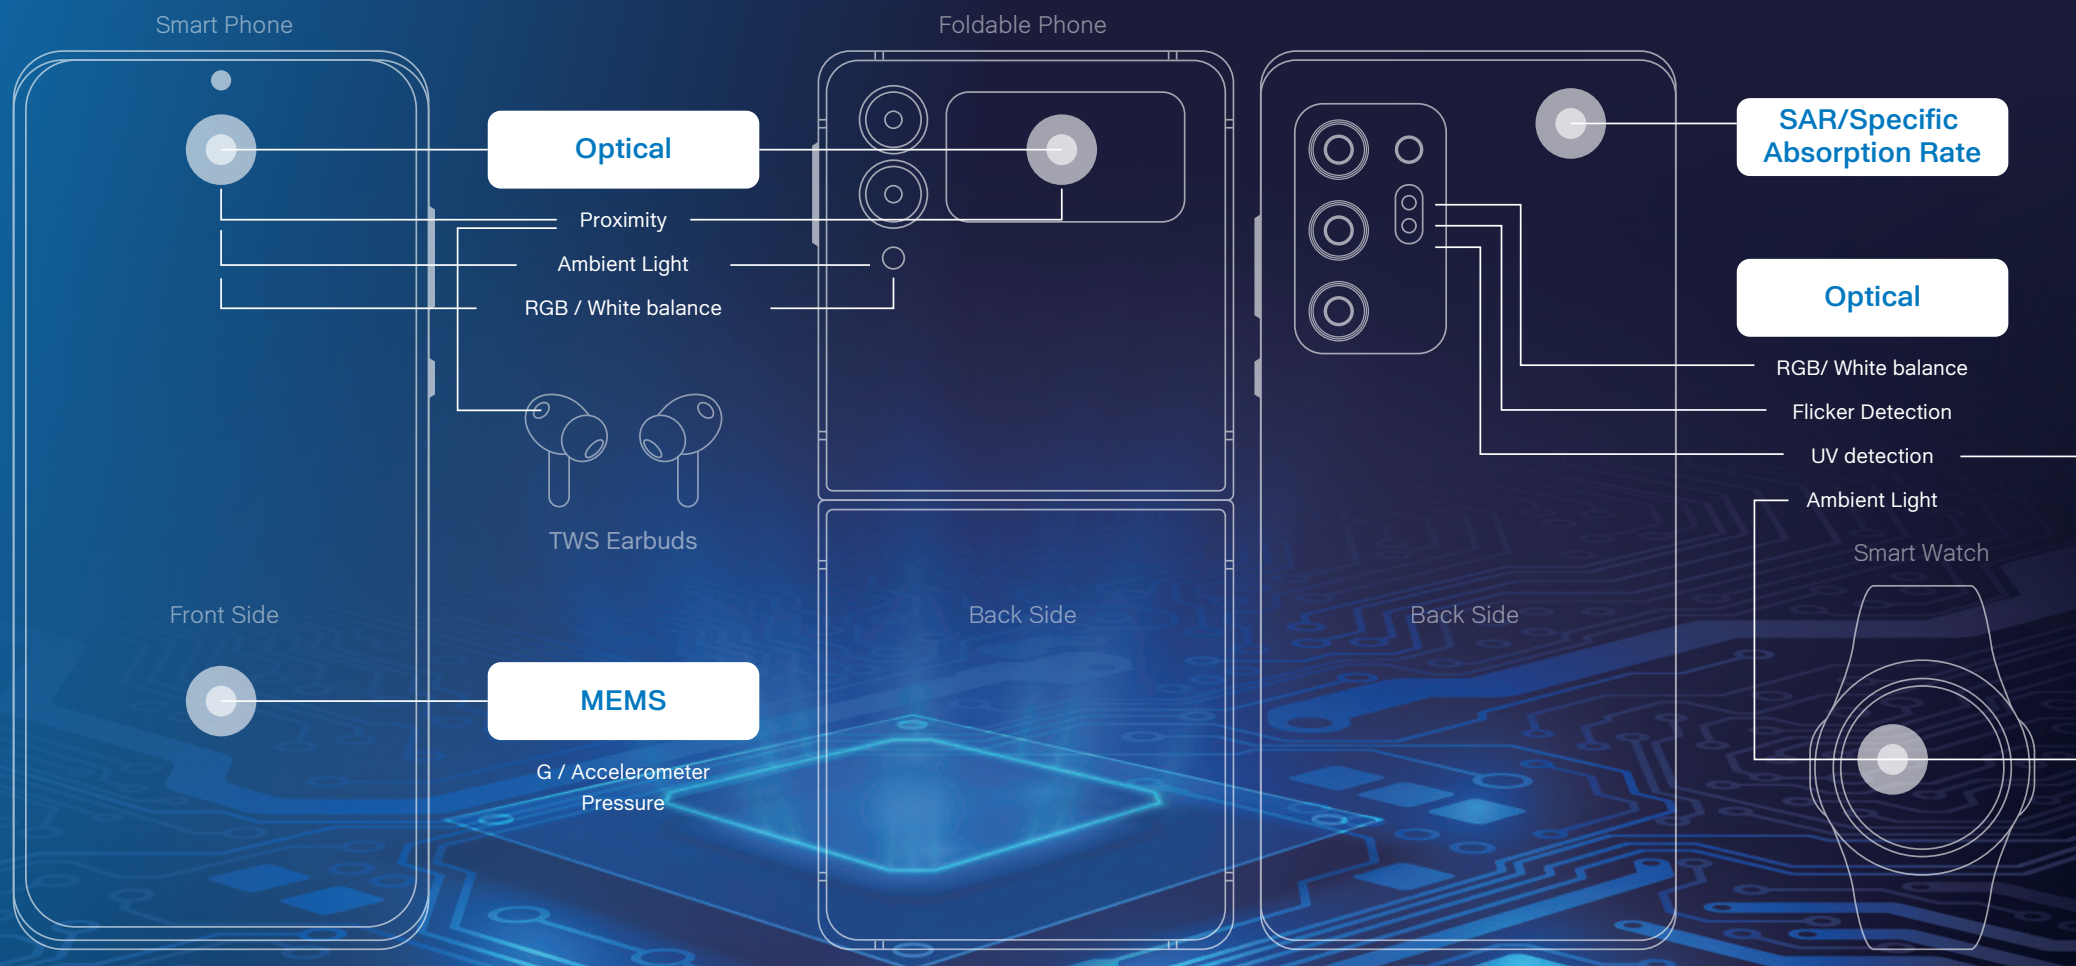 Smart Phone
Foldable Phone
Optical
Proximity
Ambient Light
RGB / White balance
TWS Earbuds
Front Side
MEMS
G / Accelerometer
Pressure
Back Side
Back Side
SAR/Specific
Absorption Rate
Optical
RGB/ White balance
Flicker Detection
UV detection
Ambient Light
Smart Watch